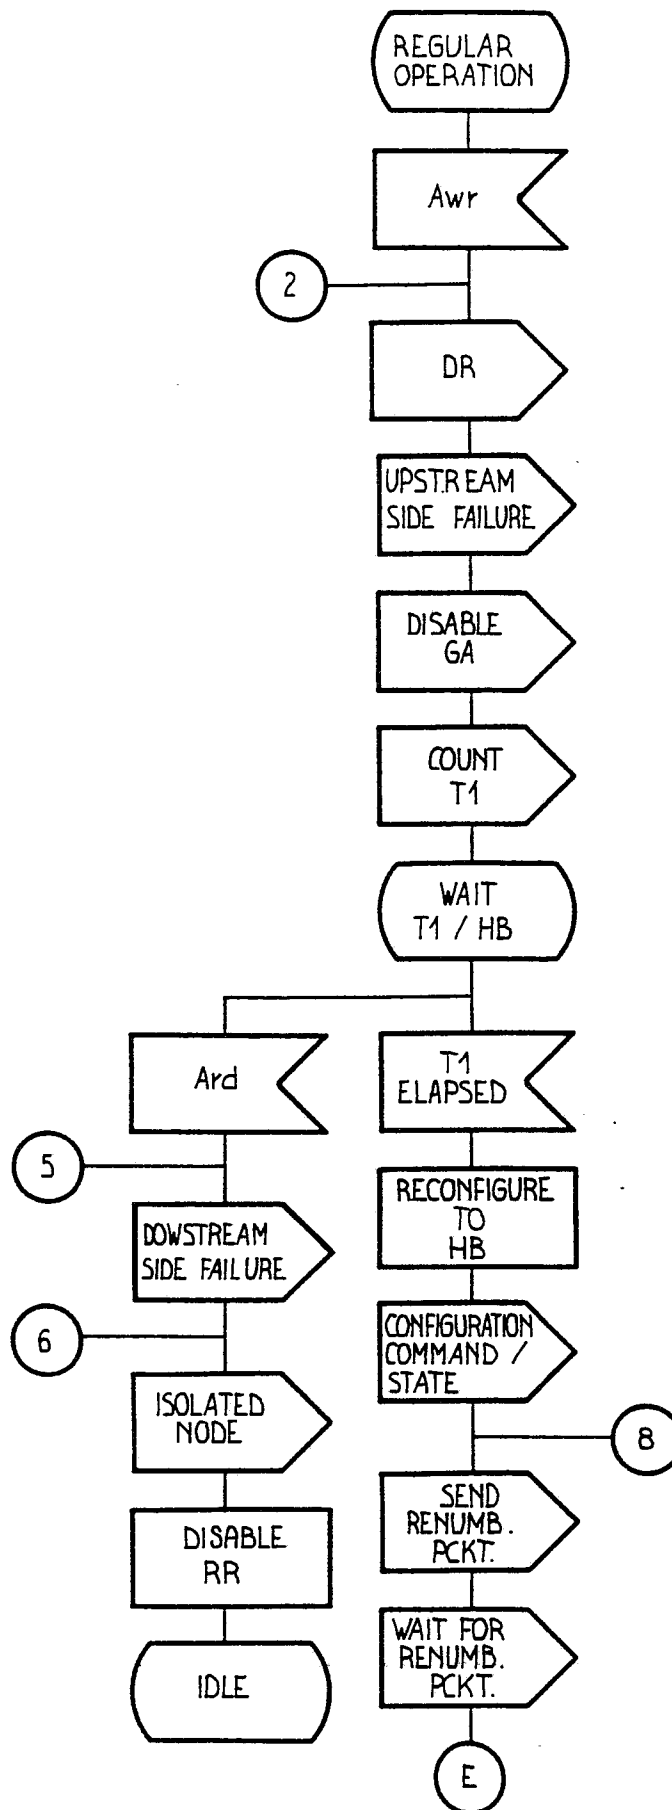 REGULAR
OPERATION
Awr
2
DR
UPSTREAM
SIDE FAILURE
DISABLE
GA
COUNT
T1
WAIT
T1 / HB
Ard
T1
ELAPSED
5
RECONFIGURE
TO
HB
DOWSTREAM
SIDE FAILURE
6
CONFIGURATION
COMMAND /
STATE
ISOLATED
NODE
8
SEND
RENUMB.
PCKT.
DISABLE
RR
WAIT FOR
RENUMB.
PCKT.
IDLE
E